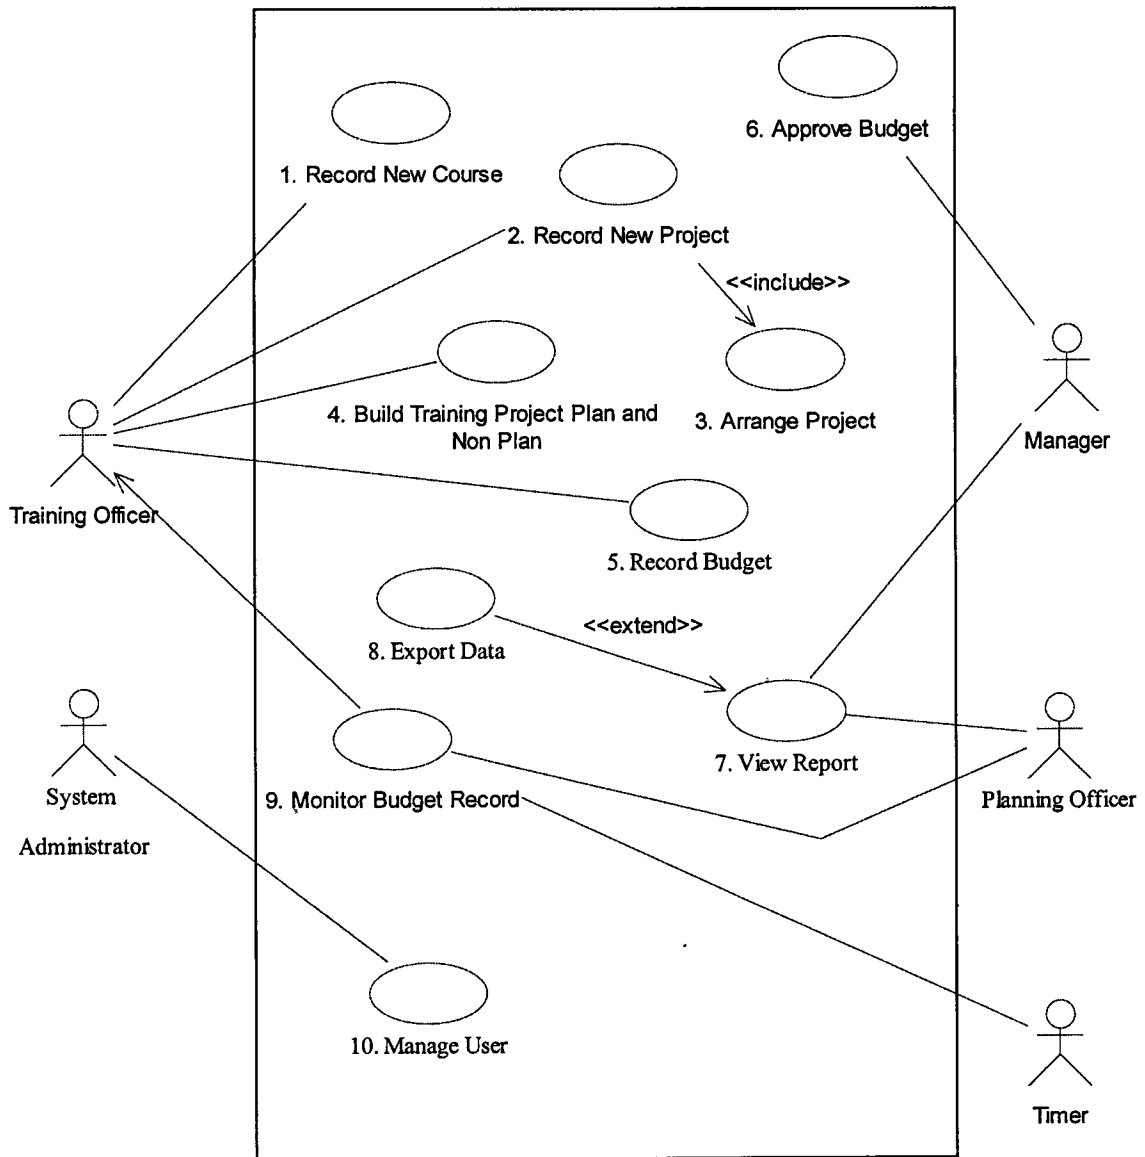 6. Approve Budget
1. Record New Course
2. Record New Project
<<include>>
4. Build Training Project Plan and
Non Plan
3. Arrange Project
Manager
Training Officer
5. Record Budget
<<extend>>
8. Export Data
7. View Report
System
Administrator
9. Monitor Budget Record
Planning Officer
10. Manage User
Timer